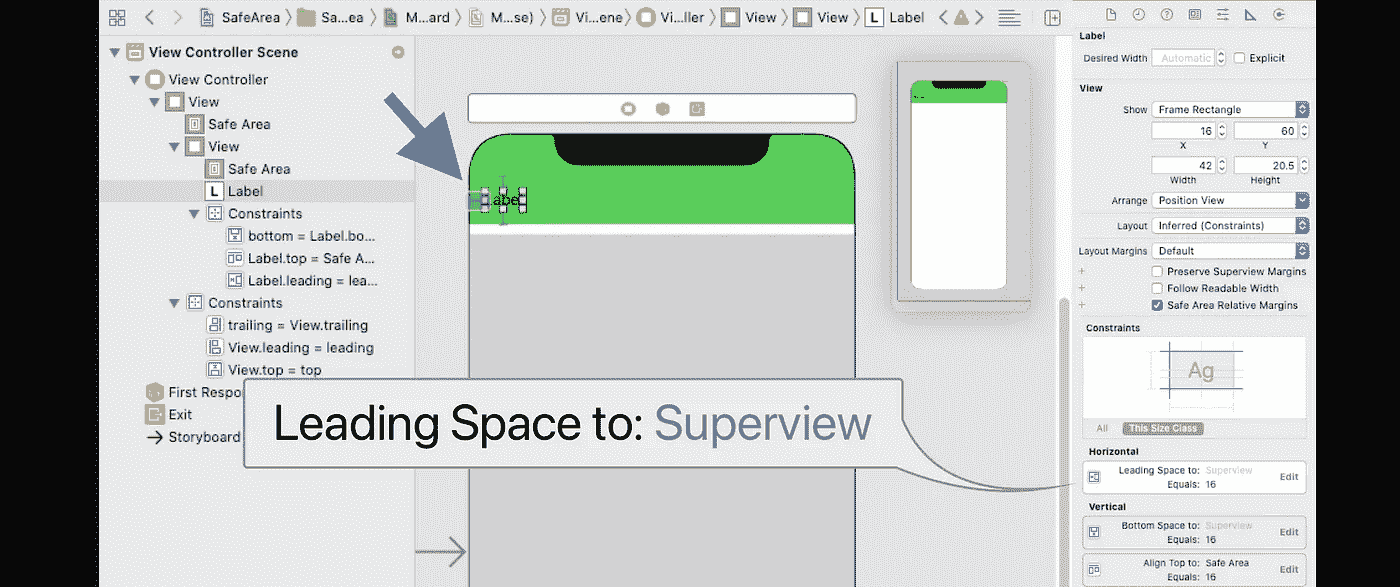 SafeArea Sa...ea M...ard M...se) Vi...ene Vi...ller View View L Label
View Controller Scene
View Controller
View
Safe Area
View
Safe Area
L Label
Constraints
bottom = Label.bo...
Label.top = Safe A...
Label.leading = lea...
Constraints
trailing = View.trailing
View.leading = leading
View.top = top
First Respo
Exit
Storyboard
Label
Leading Space to: Superview
Label
Desired Width Automatic Explicit
View
Show Frame Rectangle
16 60
X Y
42 20.5
Width Height
Arrange Position View
Layout Inferred (Constraints)
Layout Margins Default
Preserve Superview Margins
Follow Readable Width
Safe Area Relative Margins
Constraints
Ag
All This Size Class
Horizontal
Leading Space to: Superview
Equals: 16 Edit
Vertical
Bottom Space to: Superview
Equals: 16 Edit
Align Top to: Safe Area
Equals: 16 Edit